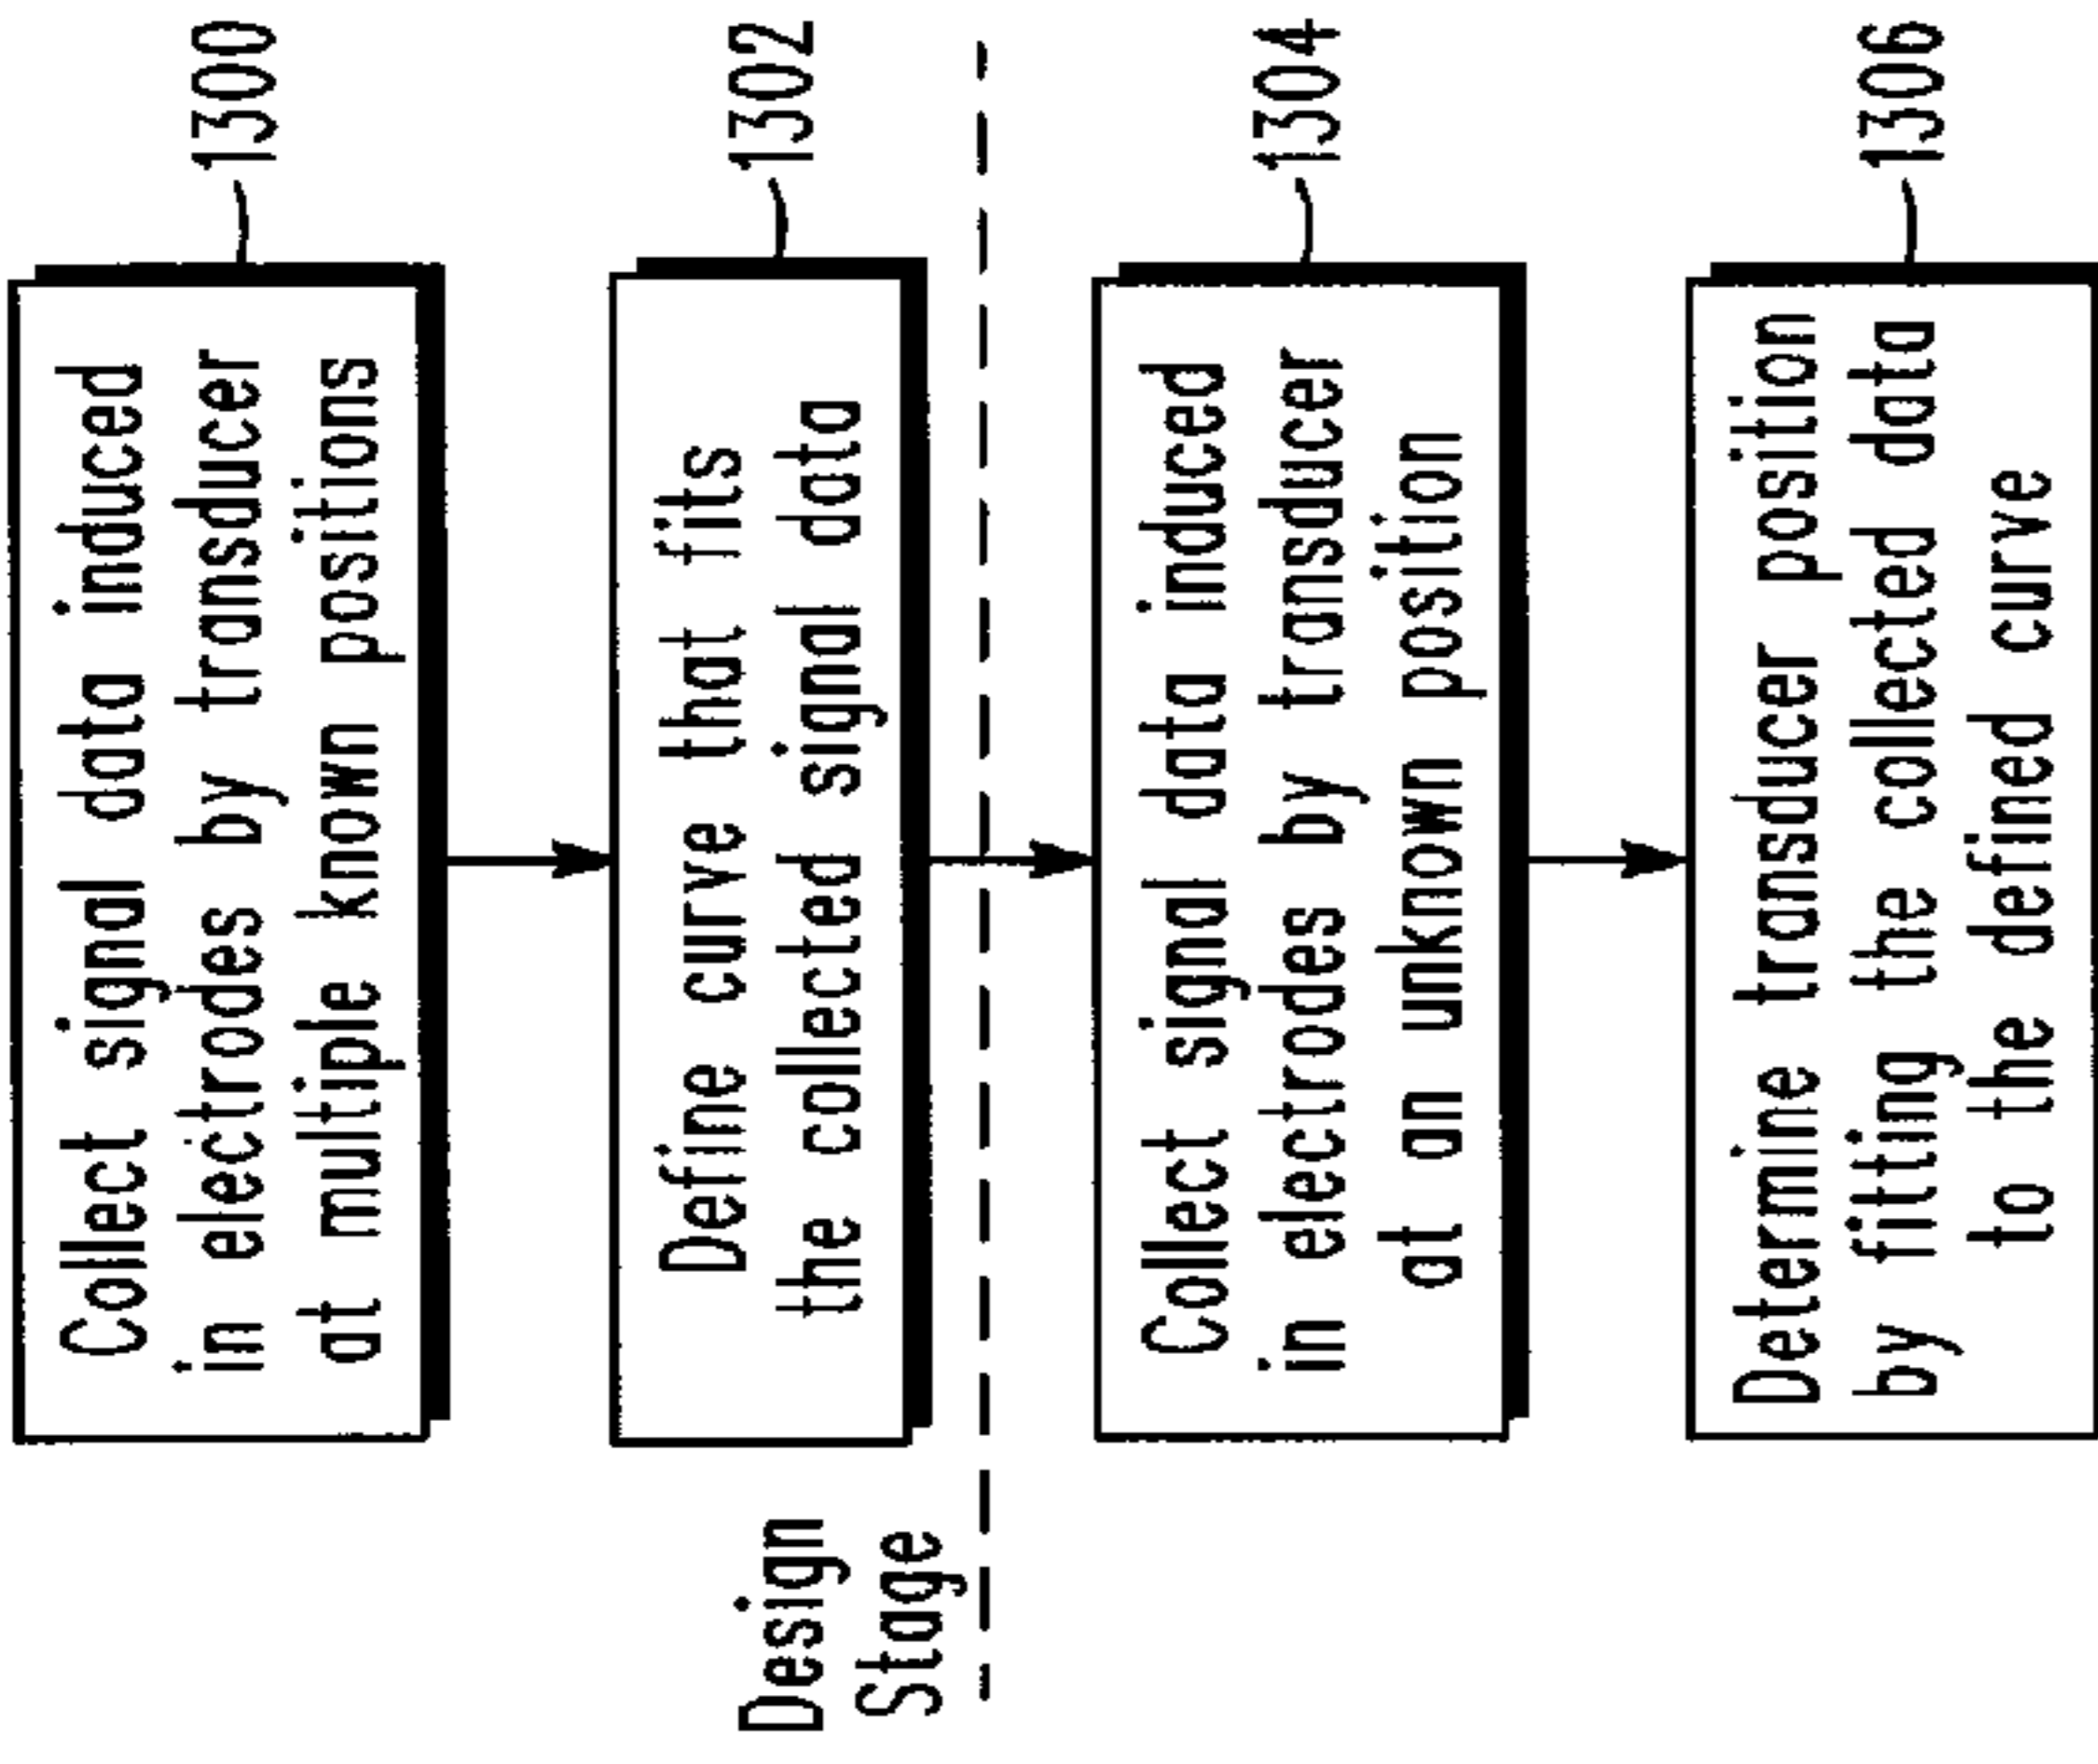 Collect signal data induced
in electrodes by transducer
at multiple known positions
1300
Define curve that fits
the collected signal data
1302
Design
Stage
Collect signal data induced
in electrodes by transducer
at an unknown position
1304
Determine transducer position
by fitting the collected data
to the defined curve
1306